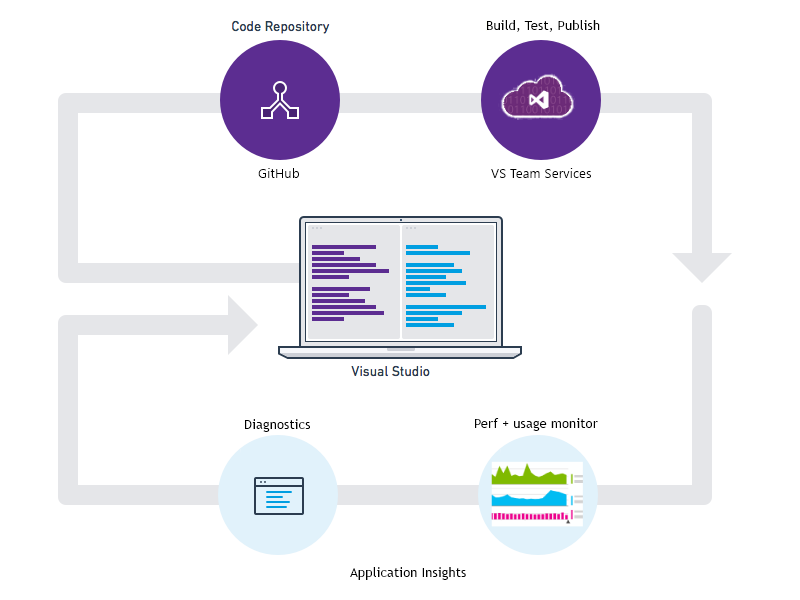 Code Repository
Build, Test, Publish
GitHub
VS Team Services
Visual Studio
Diagnostics
Perf + usage monitor
Application Insights